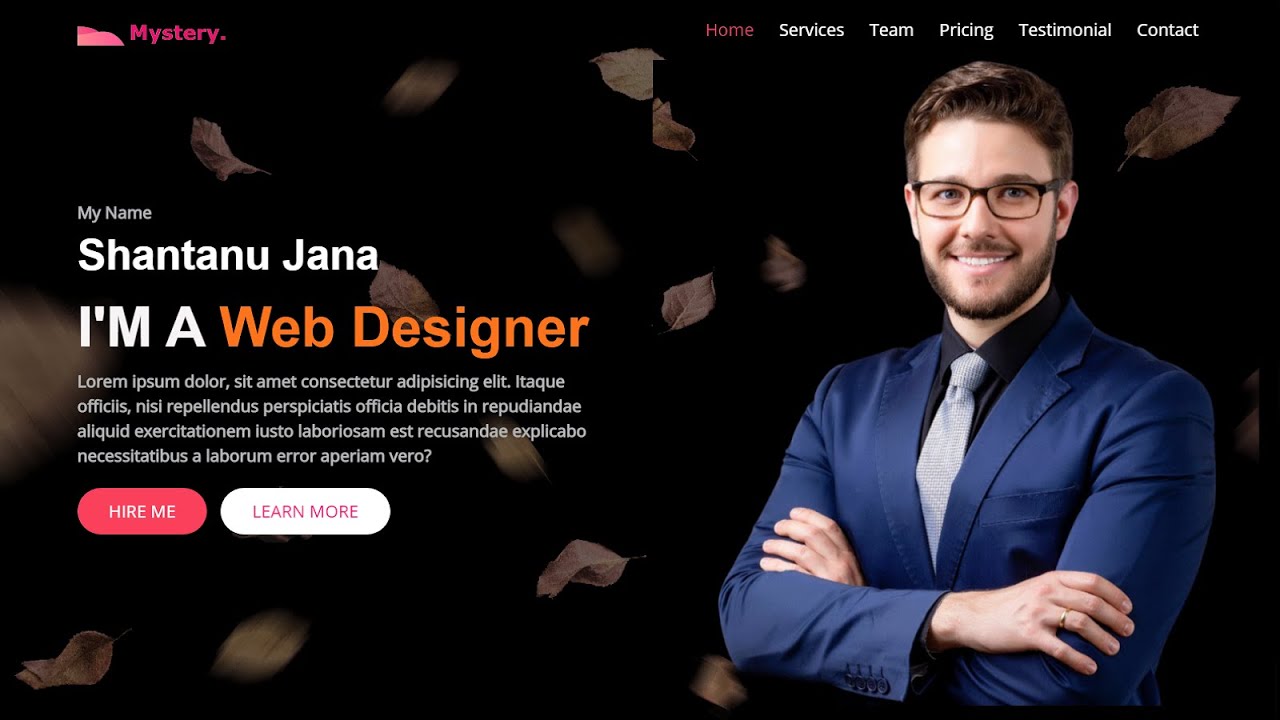 Mystery.
Home Services Team Pricing Testimonial Contact
My Name
Shantanu Jana
I'M A Web Designer
Lorem ipsum dolor, sit amet consectetur adipisicing elit. Itaque
officiis, nisi repellendus perspiciatis officia debitis in repudiandae
aliquid exercitationem iusto laboriosam est recusandae explicabo
necessitatibus a laborum error aperiam vero?
HIRE ME LEARN MORE